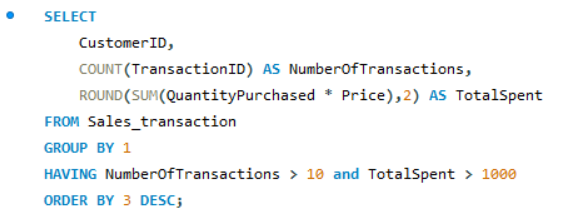 SELECT
CustomerID,
COUNT(TransactionID) AS NumberOfTransactions,
ROUND(SUM(QuantityPurchased * Price),2) AS TotalSpent
FROM Sales_transaction
GROUP BY 1
HAVING NumberOfTransactions > 10 and TotalSpent > 1000
ORDER BY 3 DESC;